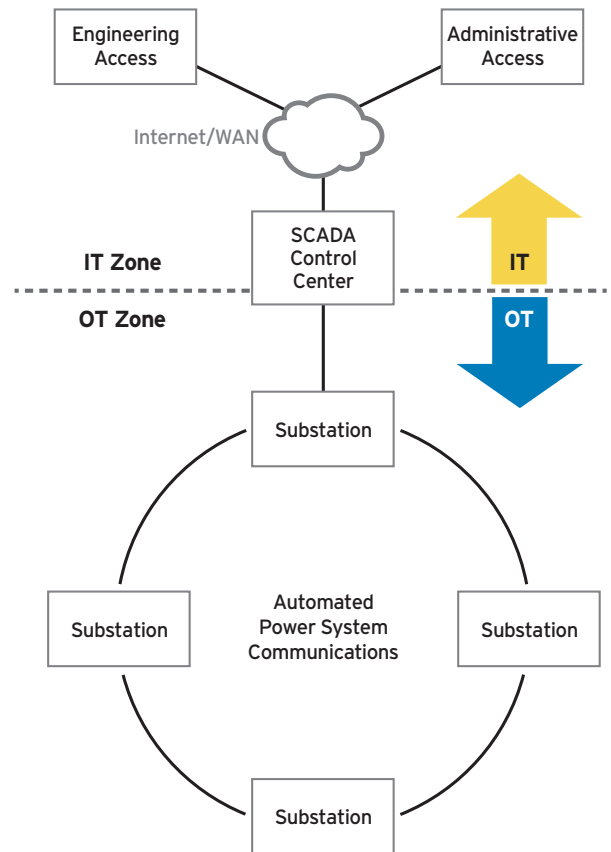 Engineering
Access
Administrative
Access
Internet/WAN
SCADA
Control
Center
IT Zone
IT
OT Zone
OT
Substation
Substation
Automated
Power System
Communications
Substation
Substation